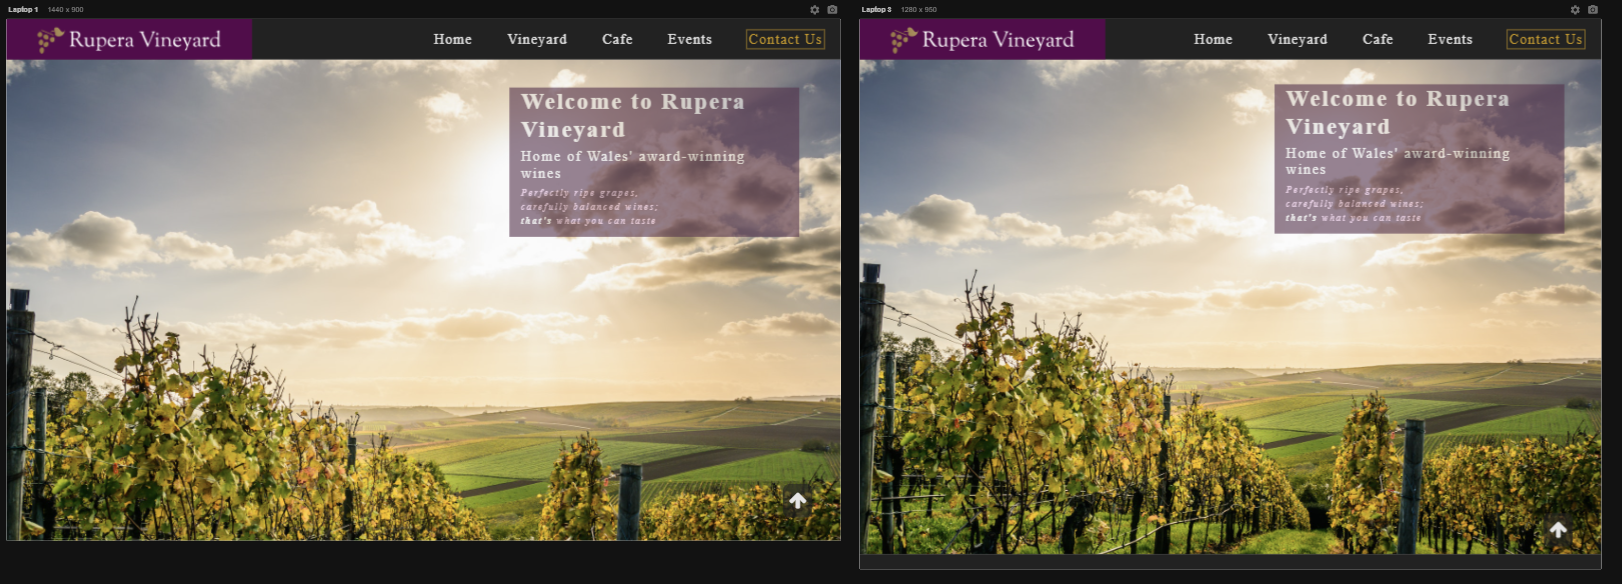 Laptop 1 1440 x 900
Rupera Vineyard
Home Vineyard Cafe Events Contact Us
Welcome to Rupera
Vineyard
Home of Wales' award-winning
wines
Perfectly ripe grapes,
carefully balanced wines;
that's what you can taste
Laptop 3 1280 x 950
Rupera Vineyard
Home Vineyard Cafe Events Contact Us
Welcome to Rupera
Vineyard
Home of Wales' award-winning
wines
Perfectly ripe grapes,
carefully balanced wines;
that's what you can taste